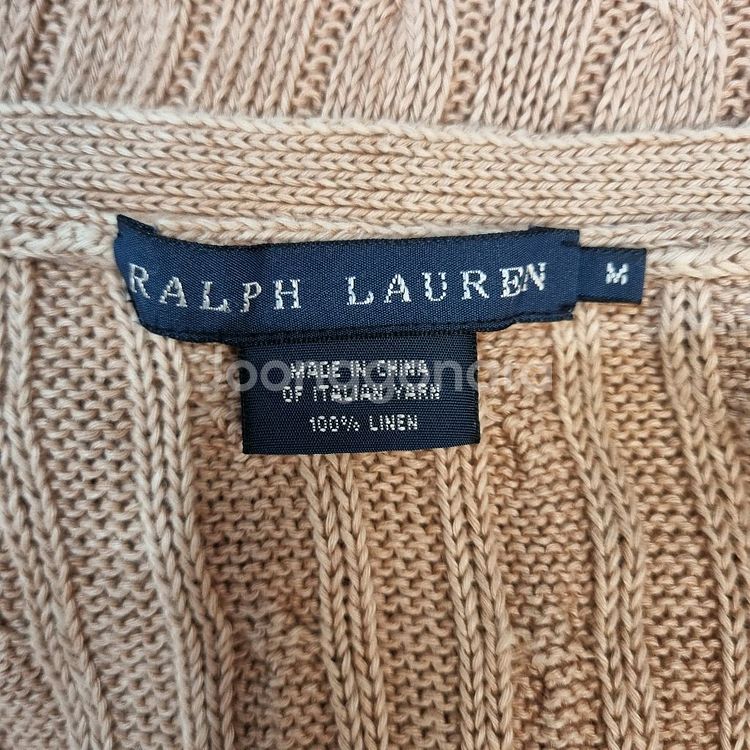 RALPH LAUREN
M
MADE IN CHINA
OF ITALIAN YARN
100% LINEN